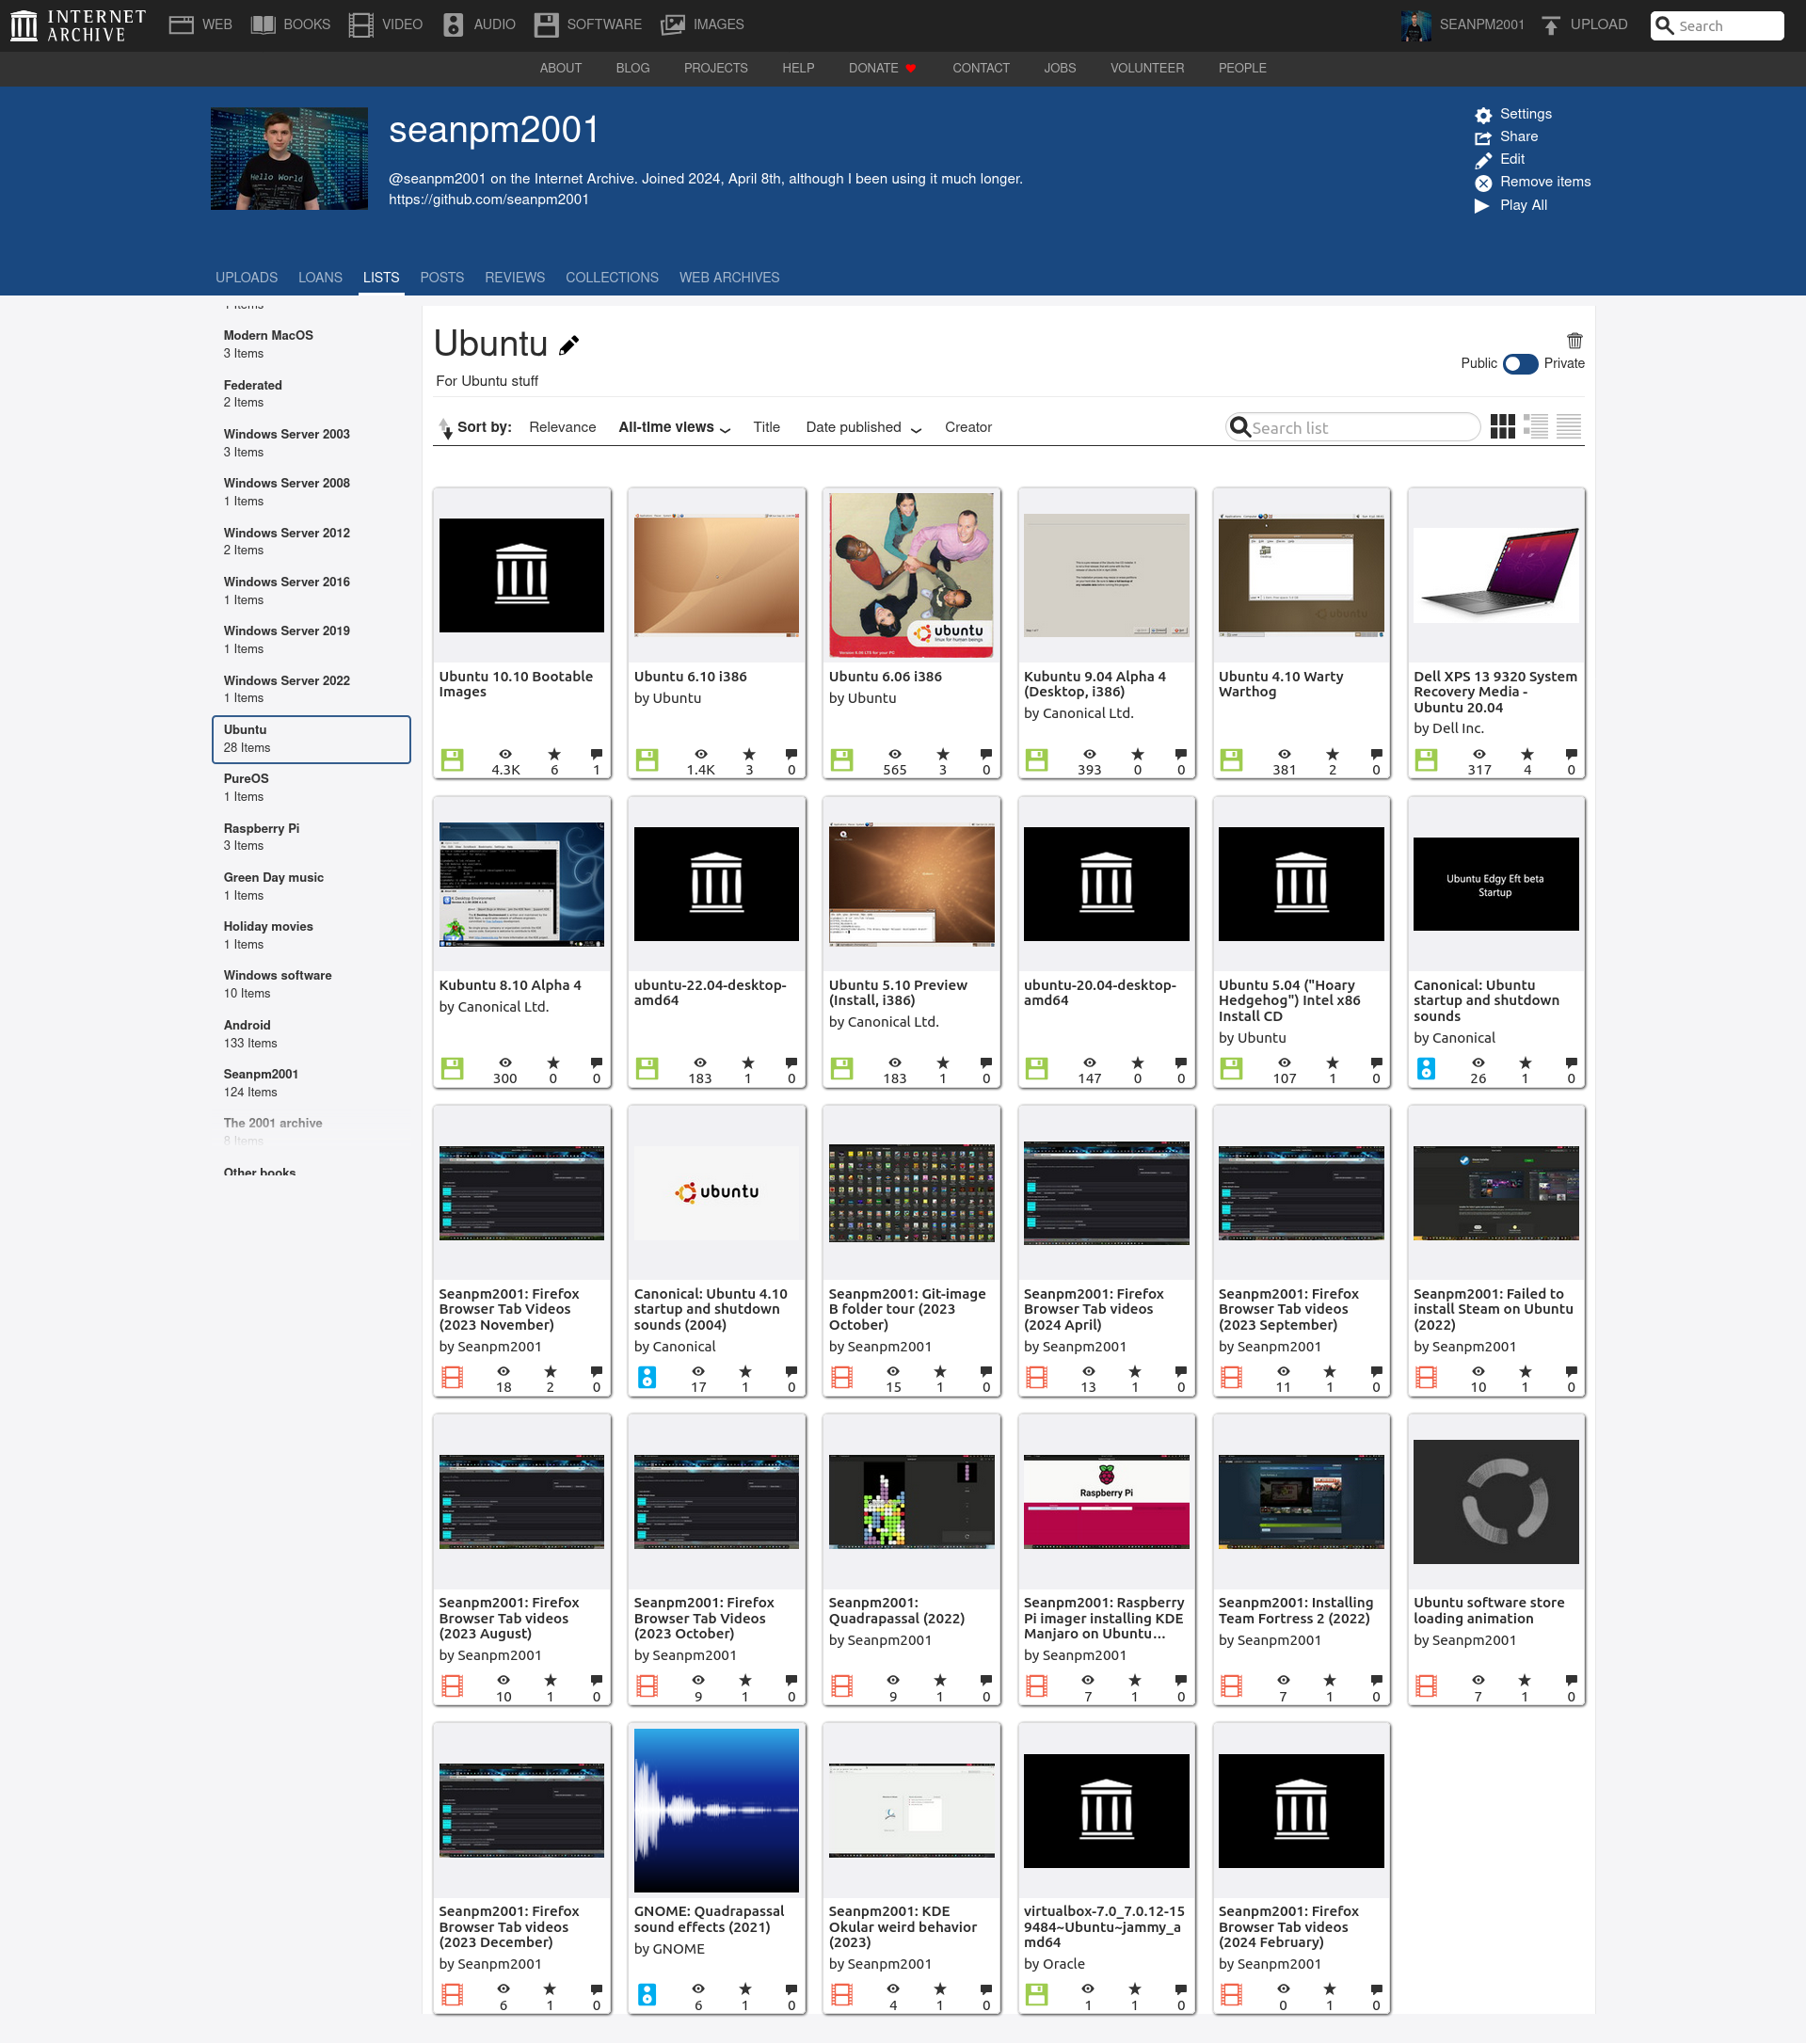 INTERNET
ARCHIVE
WEB
BOOKS
VIDEO
AUDIO
SOFTWARE
IMAGES
SEANPM2001
UPLOAD
Search
ABOUT
BLOG
PROJECTS
HELP
DONATE
CONTACT
JOBS
VOLUNTEER
PEOPLE
Hello World
seanpm2001
@seanpm2001 on the Internet Archive. Joined 2024, April 8th, although I been using it much longer.
https://github.com/seanpm2001
Settings
Share
Edit
Remove items
Play All
UPLOADS
LOANS
LISTS
POSTS
REVIEWS
COLLECTIONS
WEB ARCHIVES
1 Items
Modern MacOS
3 Items
Federated
2 Items
Windows Server 2003
3 Items
Windows Server 2008
1 Items
Windows Server 2012
2 Items
Windows Server 2016
1 Items
Windows Server 2019
1 Items
Windows Server 2022
1 Items
Ubuntu
28 Items
PureOS
1 Items
Raspberry Pi
3 Items
Green Day music
1 Items
Holiday movies
1 Items
Windows software
10 Items
Android
133 Items
Seanpm2001
124 Items
The 2001 archive
8 Items
Other books
Ubuntu
For Ubuntu stuff
Public
Private
Sort by:
Relevance
All-time views
Title
Date published
Creator
Search list
Ubuntu 10.10 Bootable
Images
4.3K 6 1
Ubuntu 6.10 i386
by Ubuntu
1.4K 3 0
ubuntu
linux for human beings
Version 6.06 LTS for your PC
Ubuntu 6.06 i386
by Ubuntu
565 3 0
Kubuntu 9.04 Alpha 4
(Desktop, i386)
by Canonical Ltd.
393 0 0
ubuntu
Ubuntu 4.10 Warty
Warthog
381 2 0
Dell XPS 13 9320 System
Recovery Media -
Ubuntu 20.04
by Dell Inc.
317 4 0
Kubuntu 8.10 Alpha 4
by Canonical Ltd.
300 0 0
ubuntu-22.04-desktop-
amd64
183 1 0
Ubuntu 5.10 Preview
(Install, i386)
by Canonical Ltd.
183 1 0
ubuntu-20.04-desktop-
amd64
147 0 0
Ubuntu 5.04 ("Hoary
Hedgehog") Intel x86
Install CD
by Ubuntu
107 1 0
Ubuntu Edgy Eft beta
Startup
Canonical: Ubuntu
startup and shutdown
sounds
by Canonical
26 1 0
Seanpm2001: Firefox
Browser Tab Videos
(2023 November)
by Seanpm2001
18 2 0
ubuntu
Canonical: Ubuntu 4.10
startup and shutdown
sounds (2004)
by Canonical
17 1 0
Seanpm2001: Git-image
B folder tour (2023
October)
by Seanpm2001
15 1 0
Seanpm2001: Firefox
Browser Tab videos
(2024 April)
by Seanpm2001
13 1 0
Seanpm2001: Firefox
Browser Tab videos
(2023 September)
by Seanpm2001
11 1 0
Seanpm2001: Failed to
install Steam on Ubuntu
(2022)
by Seanpm2001
10 1 0
Seanpm2001: Firefox
Browser Tab videos
(2023 August)
by Seanpm2001
10 1 0
Seanpm2001: Firefox
Browser Tab Videos
(2023 October)
by Seanpm2001
9 1 0
Seanpm2001:
Quadrapassal (2022)
by Seanpm2001
9 1 0
Raspberry Pi
Seanpm2001: Raspberry
Pi imager installing KDE
Manjaro on Ubuntu...
by Seanpm2001
7 1 0
Seanpm2001: Installing
Team Fortress 2 (2022)
by Seanpm2001
7 1 0
Ubuntu software store
loading animation
by Seanpm2001
7 1 0
Seanpm2001: Firefox
Browser Tab videos
(2023 December)
by Seanpm2001
6 1 0
GNOME: Quadrapassal
sound effects (2021)
by GNOME
6 1 0
Seanpm2001: KDE
Okular weird behavior
(2023)
by Seanpm2001
4 1 0
virtualbox-7.0_7.0.12-15
9484~Ubuntu~jammy_a
md64
by Oracle
1 1 0
Seanpm2001: Firefox
Browser Tab videos
(2024 February)
by Seanpm2001
0 1 0